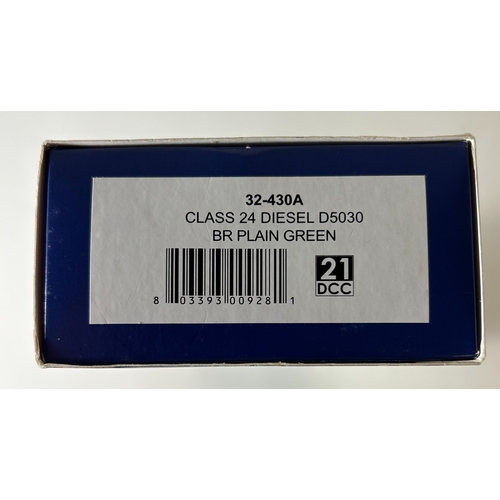 32-430A
CLASS 24 DIESEL D5030
BR PLAIN GREEN
21
DCC
8 03393 00928 1